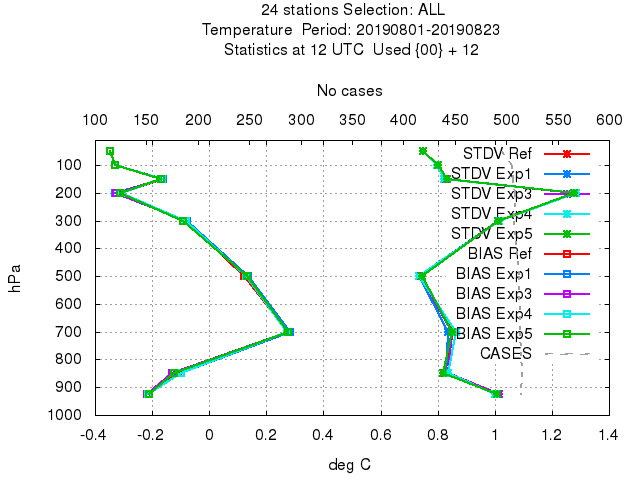 24 stations Selection: ALL
Temperature  Period: 20190801-20190823
Statistics at 12 UTC  Used {00} + 12
No cases
100 150 200 250 300 350 400 450 500 550 600
STDV Ref
100
STDV Exp1
200
STDV Exp3
STDV Exp4
300
STDV Exp5
400
BIAS Ref
hPa
500
BIAS Exp1
BIAS Exp3
600
BIAS Exp4
700
BIAS Exp5
800
CASES
900
1000
-0.4 -0.2 0 0.2 0.4 0.6 0.8 1 1.2 1.4
deg C